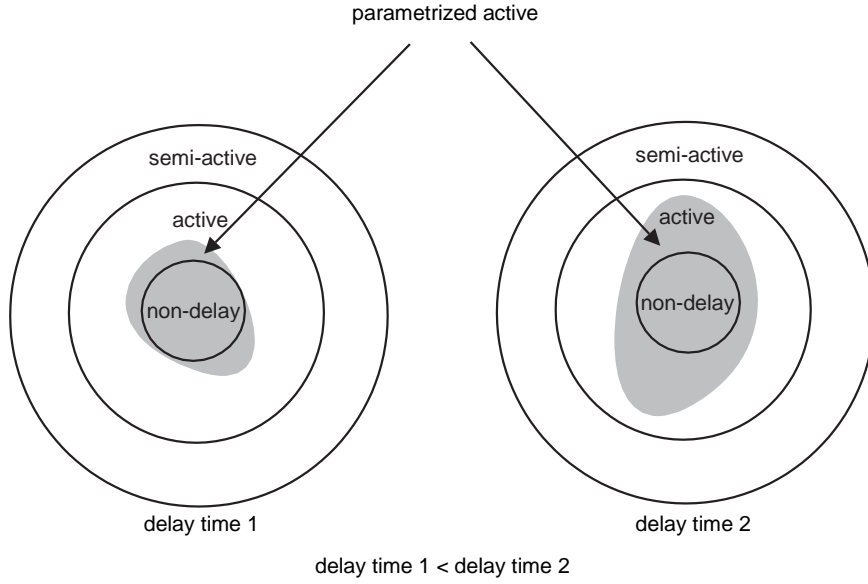 parametrized active
semi-active
active
non-delay
delay time 1
semi-active
active
non-delay
delay time 2
delay time 1 < delay time 2